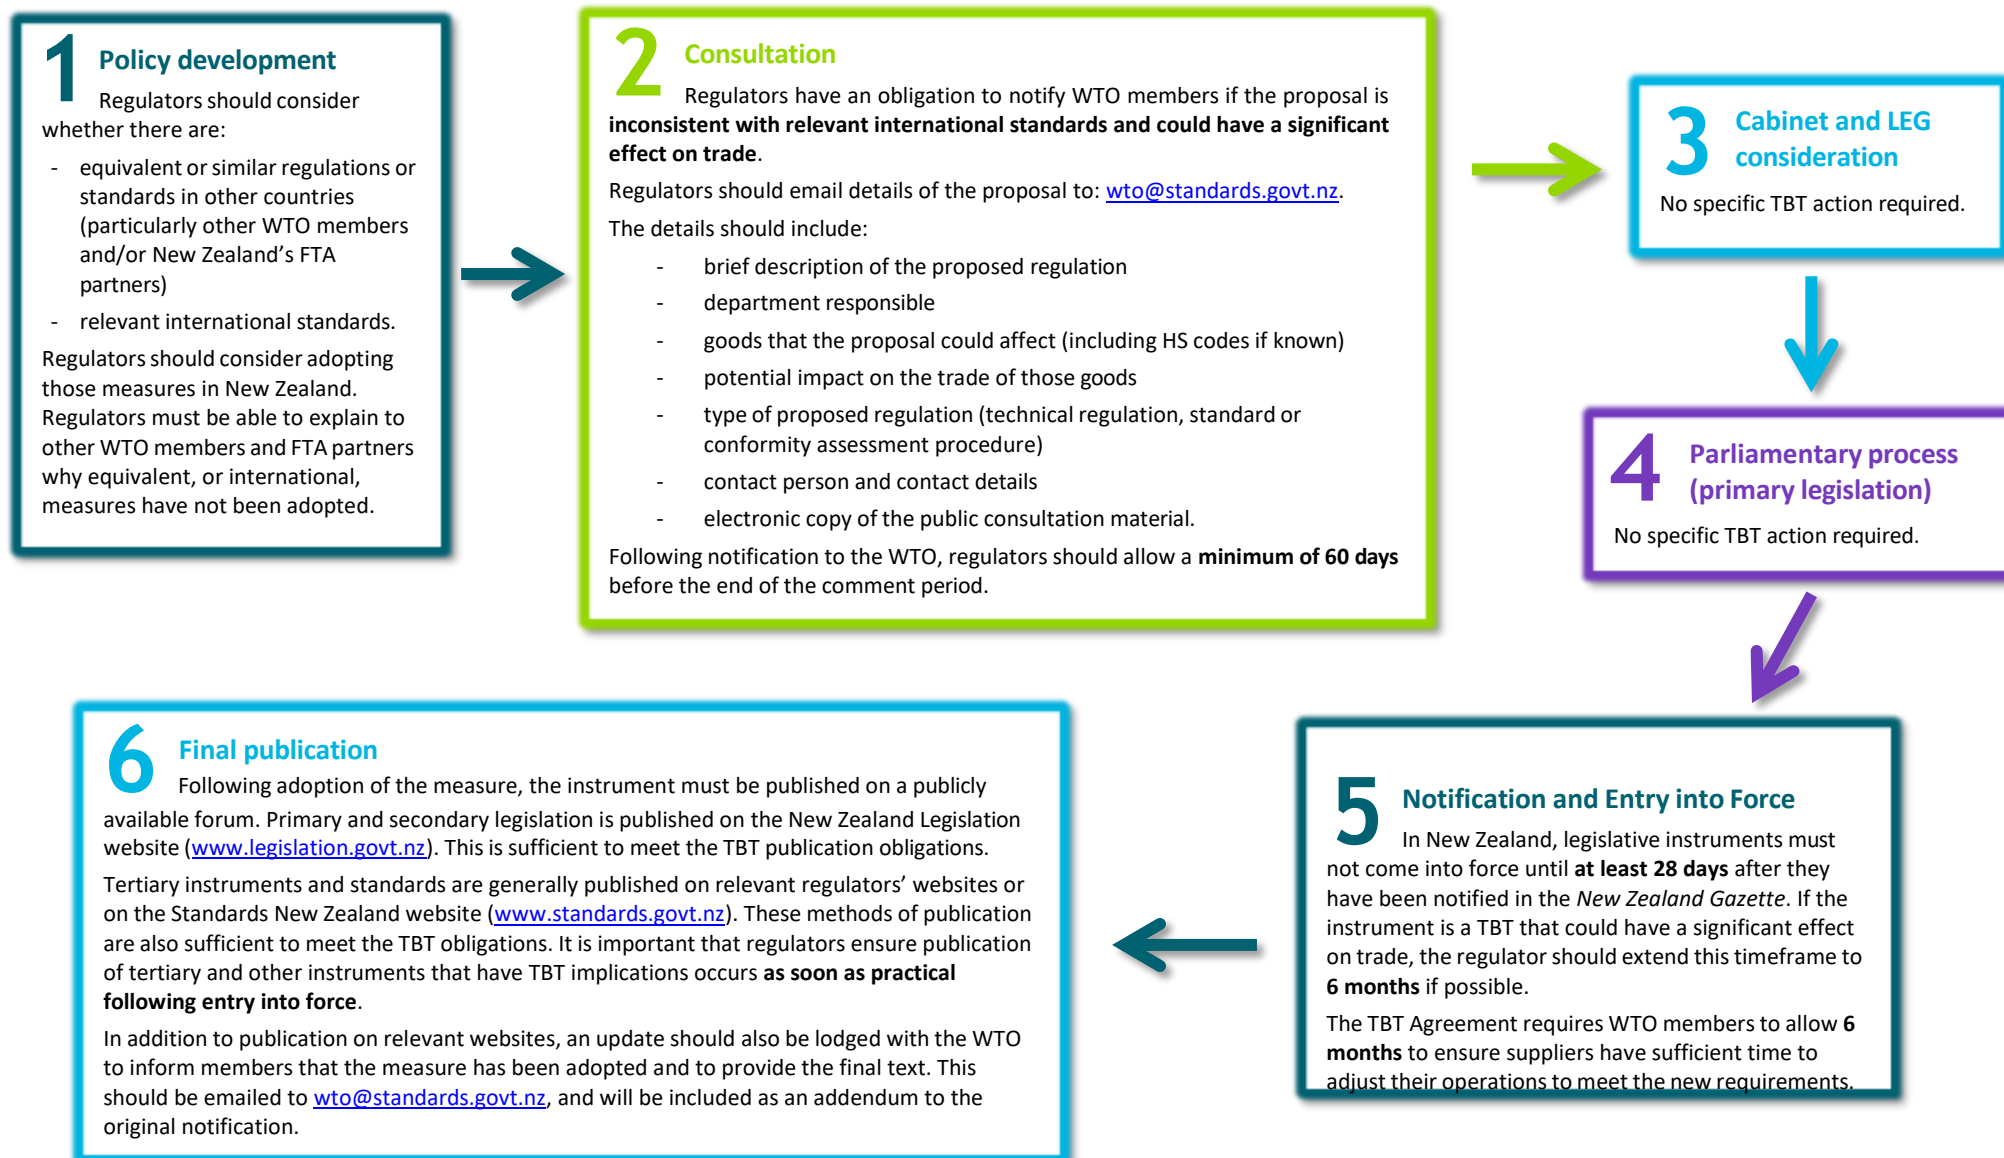 1 Policy development
Regulators should consider
whether there are:
- equivalent or similar regulations or
standards in other countries
(particularly other WTO members
and/or New Zealand’s FTA
partners)
- relevant international standards.
Regulators should consider adopting
those measures in New Zealand.
Regulators must be able to explain to
other WTO members and FTA partners
why equivalent, or international,
measures have not been adopted.
2 Consultation
Regulators have an obligation to notify WTO members if the proposal is
inconsistent with relevant international standards and could have a significant
effect on trade.
Regulators should email details of the proposal to: wto@standards.govt.nz.
The details should include:
- brief description of the proposed regulation
- department responsible
- goods that the proposal could affect (including HS codes if known)
- potential impact on the trade of those goods
- type of proposed regulation (technical regulation, standard or
conformity assessment procedure)
- contact person and contact details
- electronic copy of the public consultation material.
Following notification to the WTO, regulators should allow a minimum of 60 days
before the end of the comment period.
3 Cabinet and LEG
consideration
No specific TBT action required.
4 Parliamentary process
(primary legislation)
No specific TBT action required.
5 Notification and Entry into Force
In New Zealand, legislative instruments must
not come into force until at least 28 days after they
have been notified in the New Zealand Gazette. If the
instrument is a TBT that could have a significant effect
on trade, the regulator should extend this timeframe to
6 months if possible.
The TBT Agreement requires WTO members to allow 6
months to ensure suppliers have sufficient time to
adjust their operations to meet the new requirements.
6 Final publication
Following adoption of the measure, the instrument must be published on a publicly
available forum. Primary and secondary legislation is published on the New Zealand Legislation
website (www.legislation.govt.nz). This is sufficient to meet the TBT publication obligations.
Tertiary instruments and standards are generally published on relevant regulators’ websites or
on the Standards New Zealand website (www.standards.govt.nz). These methods of publication
are also sufficient to meet the TBT obligations. It is important that regulators ensure publication
of tertiary and other instruments that have TBT implications occurs as soon as practical
following entry into force.
In addition to publication on relevant websites, an update should also be lodged with the WTO
to inform members that the measure has been adopted and to provide the final text. This
should be emailed to wto@standards.govt.nz, and will be included as an addendum to the
original notification.